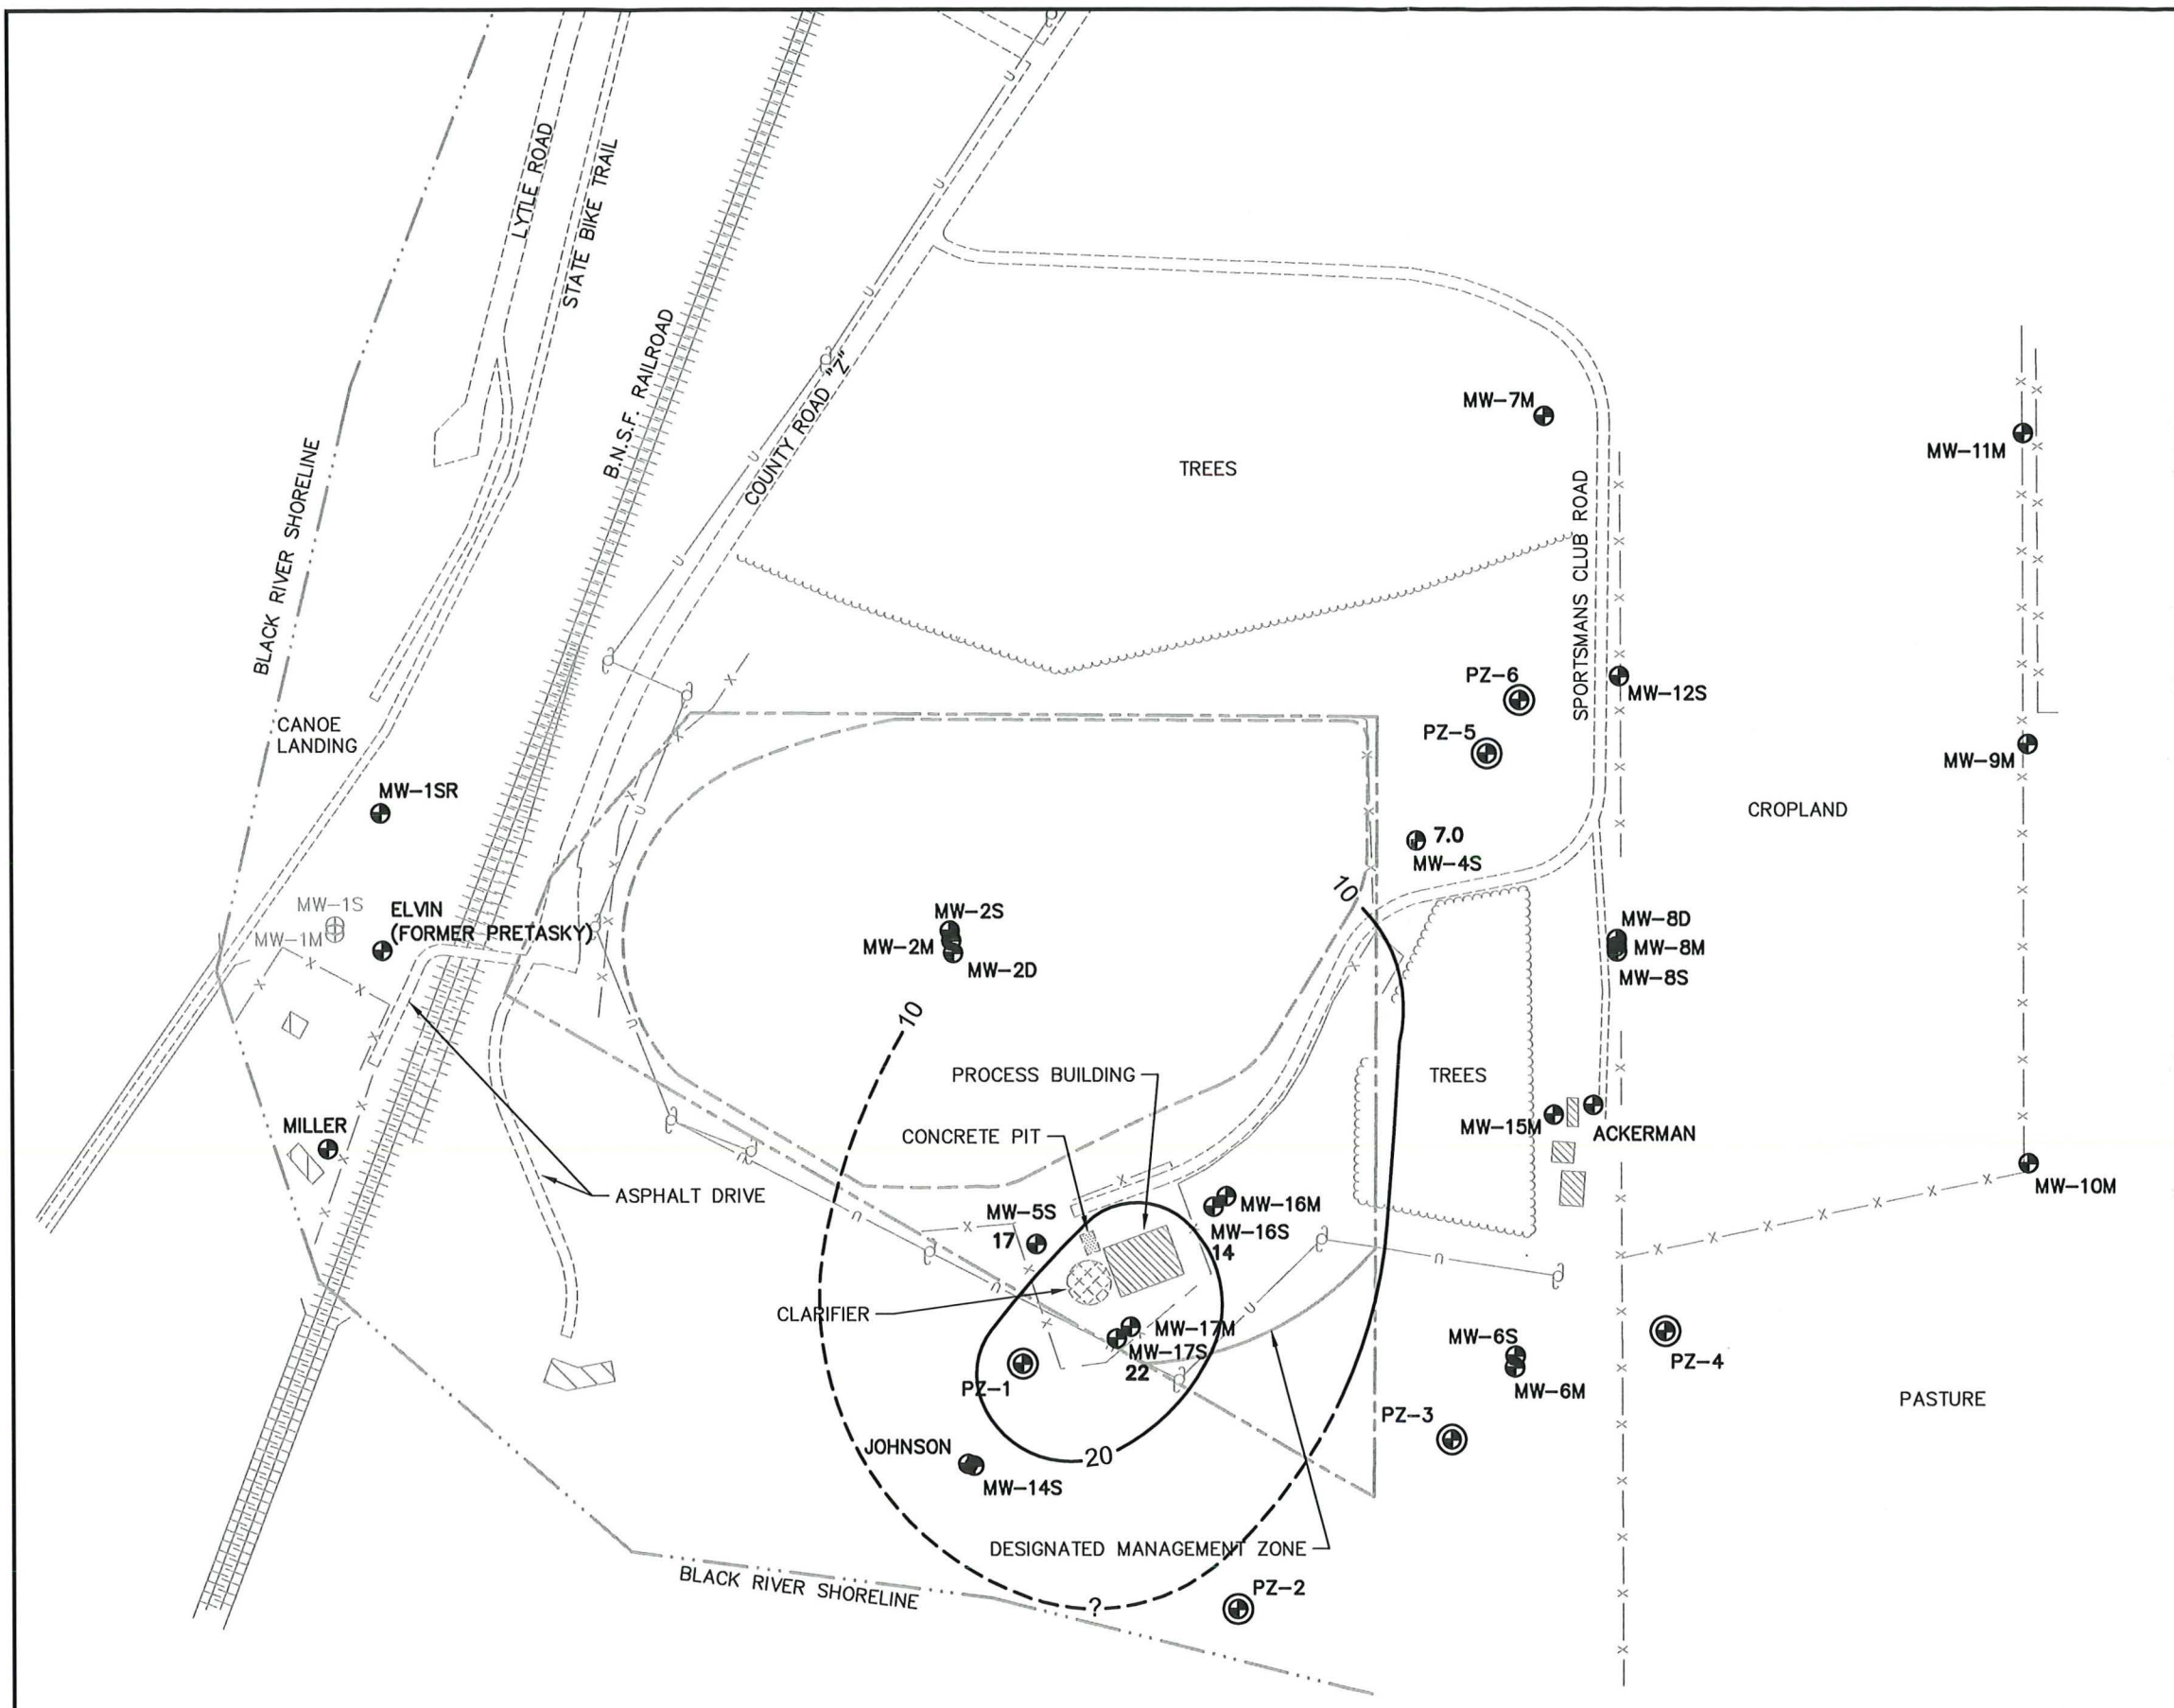 LYTLE ROAD
STATE BIKE TRAIL
B.N.S.F. RAILROAD
COUNTY ROAD "Z"
BLACK RIVER SHORELINE
TREES
MW-7M
MW-11M
SPORTSMANS CLUB ROAD
PZ-6
MW-12S
PZ-5
MW-9M
CANOE
LANDING
MW-1SR
CROPLAND
7.0
MW-4S
10
MW-1S
MW-1M
ELVIN
(FORMER PRETASKY)
MW-2S
MW-2M
MW-2D
MW-8D
MW-8M
MW-8S
10
PROCESS BUILDING
TREES
CONCRETE PIT
MILLER
MW-15M
ACKERMAN
ASPHALT DRIVE
MW-10M
MW-5S
17
MW-16M
MW-16S
14
CLARIFIER
MW-17M
MW-17S
22
PZ-1
MW-6S
MW-6M
PZ-4
PASTURE
PZ-3
JOHNSON
MW-14S
20
DESIGNATED MANAGEMENT ZONE
BLACK RIVER SHORELINE
?
PZ-2